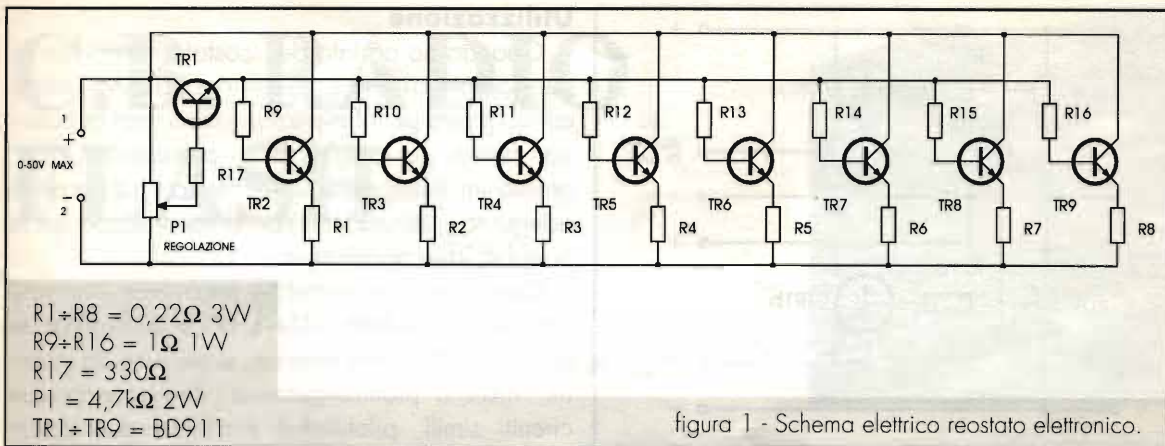 Utilizzazione
TR1
R9
R10
R11
R12
R13
R14
R15
R16
1
+
0-50V MAX
R17
−
2
P1
REGOLAZIONE
TR2
R1
TR3
R2
TR4
R3
TR5
R4
TR6
R5
TR7
R6
TR8
R7
TR9
R8
R1÷R8 = 0,22Ω 3W
R9÷R16 = 1Ω 1W
R17 = 330Ω
P1 = 4,7kΩ 2W
TR1÷TR9 = BD911
figura 1 - Schema elettrico reostato elettronico.